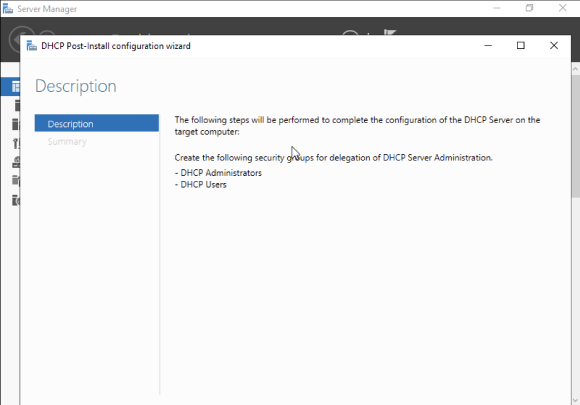 Server Manager
DHCP Post-Install configuration wizard
Description
Description
Summary
The following steps will be performed to complete the configuration of the DHCP Server on the
target computer:
Create the following security groups for delegation of DHCP Server Administration.
- DHCP Administrators
- DHCP Users